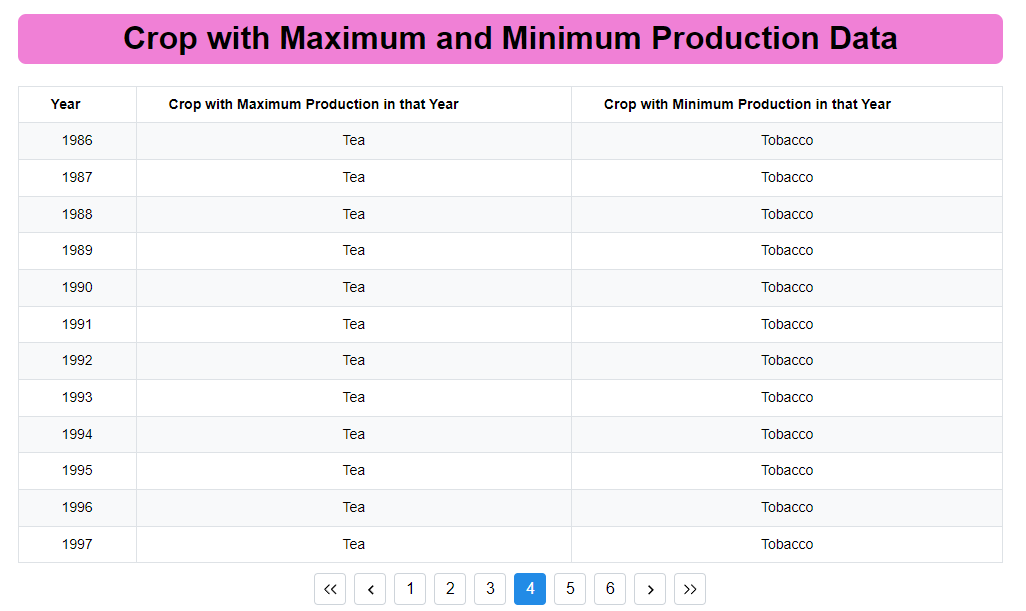 Crop with Maximum and Minimum Production Data
Year Crop with Maximum Production in that Year Crop with Minimum Production in that Year
1986 Tea Tobacco
1987 Tea Tobacco
1988 Tea Tobacco
1989 Tea Tobacco
1990 Tea Tobacco
1991 Tea Tobacco
1992 Tea Tobacco
1993 Tea Tobacco
1994 Tea Tobacco
1995 Tea Tobacco
1996 Tea Tobacco
1997 Tea Tobacco
« ‹ 1 2 3 4 5 6 › »